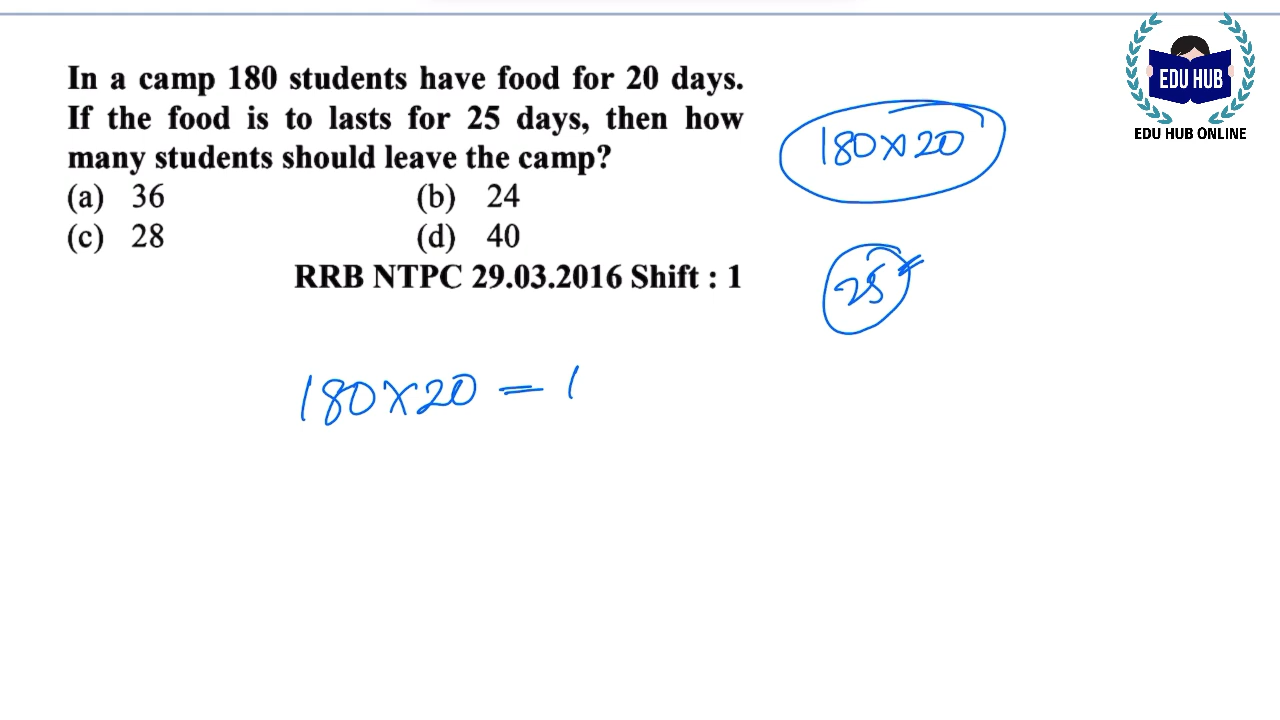 In a camp 180 students have food for 20 days.
If the food is to lasts for 25 days, then how
many students should leave the camp?
(a) 36 (b) 24
(c) 28 (d) 40
RRB NTPC 29.03.2016 Shift : 1
EDU HUB
EDU HUB ONLINE
180×20
25
180×20 = (